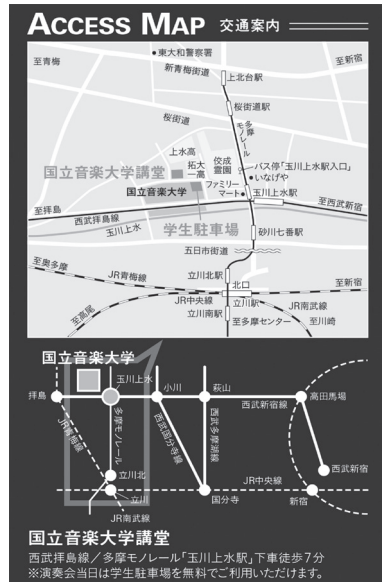 ACCESS MAP 交通案内
東大和警察署
至青梅
新青梅街道
至新宿
上北台駅
桜街道
桜街道駅
多摩モノレール
上水高
拓大一高
佼成霊園
バス停「玉川上水駅入口」
いなげや
国立音楽大学講堂
国立音楽大学
ファミリーマート
玉川上水駅
至拝島
至西武新宿
西武拝島線
玉川上水
学生駐車場
砂川七番駅
五日市街道
至奥多摩
立川北駅
JR青梅線
北口
至新宿
JR中央線
立川駅
JR南武線
至高尾
立川南駅
至多摩センター
至川崎
国立音楽大学
拝島
玉川上水
小川
萩山
西武新宿線
高田馬場
JR青梅線
多摩モノレール
西武国分寺線
西武多摩湖線
立川北
西武新宿
立川
JR中央線
国分寺
新宿
JR南武線
国立音楽大学講堂
西武拝島線／多摩モノレール「玉川上水駅」下車徒歩7分
※演奏会当日は学生駐車場を無料でご利用いただけます。